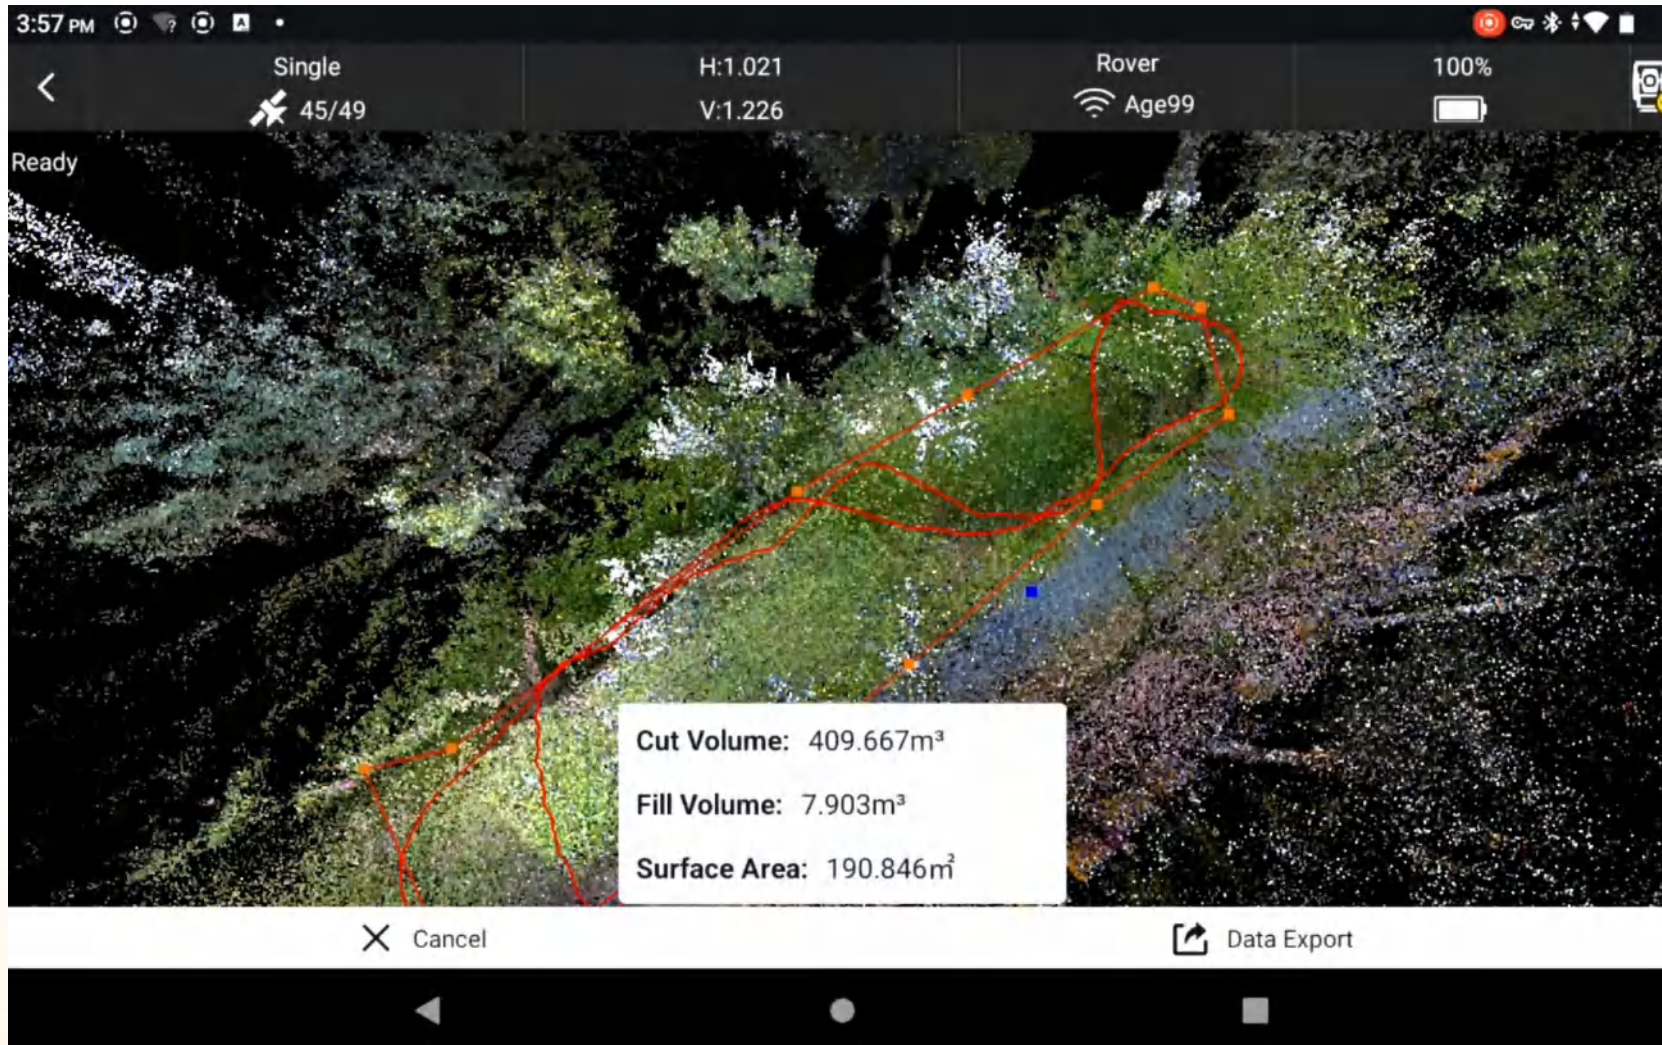 3:57 PM
Single
45/49
H:1.021
V:1.226
Rover
Age99
100%
Ready
Cut Volume: 409.667m³
Fill Volume: 7.903m³
Surface Area: 190.846m²
Cancel
Data Export